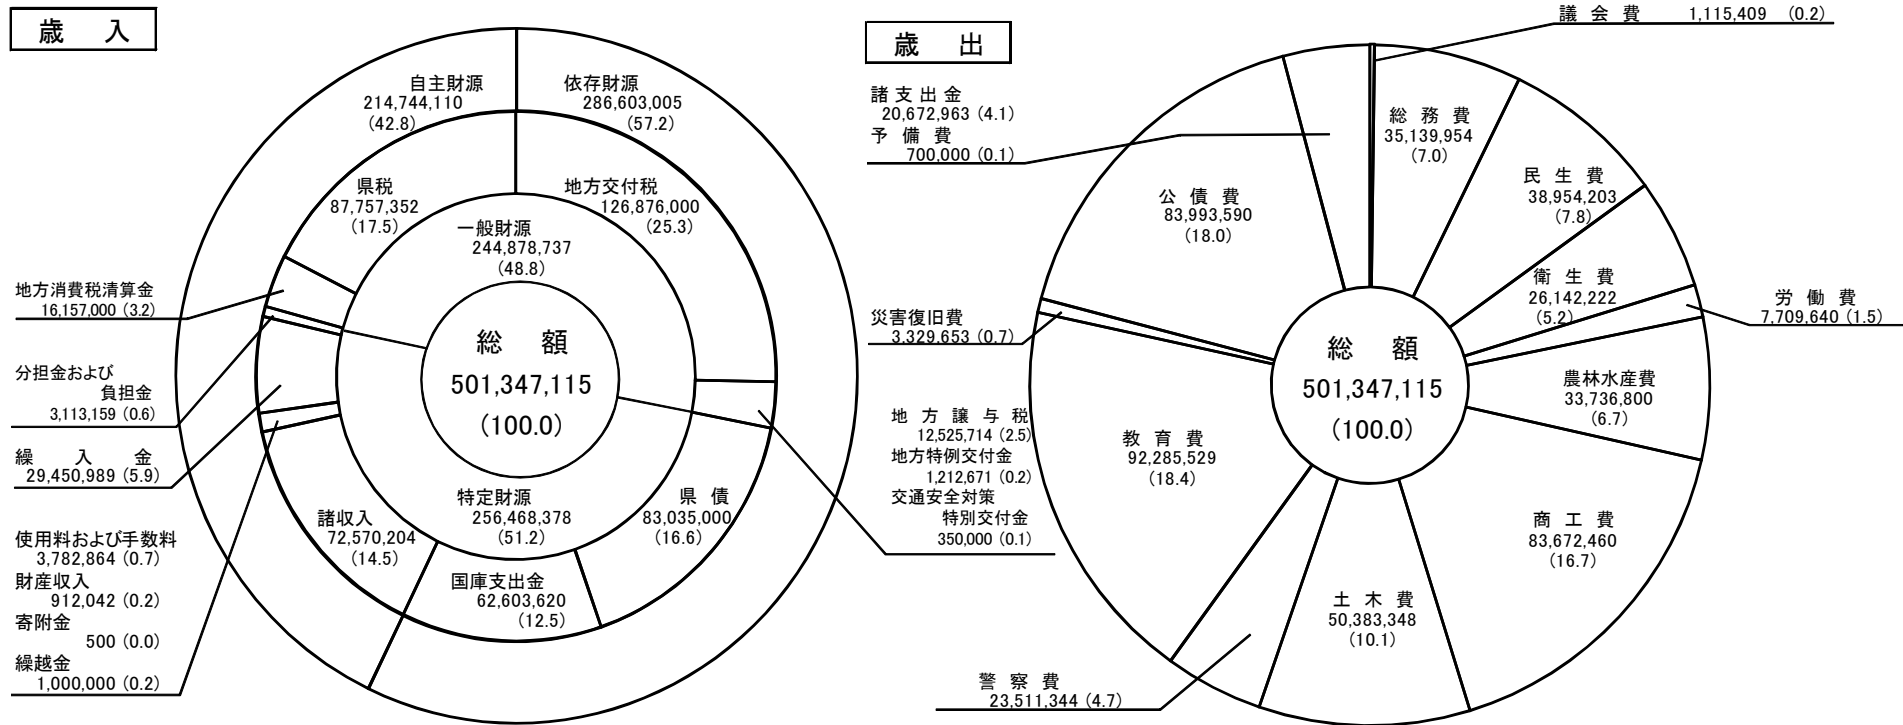 歳　入
自主財源
214,744,110
(42.8)
依存財源
286,603,005
(57.2)
県税
87,757,352
(17.5)
地方交付税
126,876,000
(25.3)
一般財源
244,878,737
(48.8)
総　額
501,347,115
(100.0)
特定財源
256,468,378
(51.2)
県　債
83,035,000
(16.6)
諸収入
72,570,204
(14.5)
国庫支出金
62,603,620
(12.5)
地方消費税清算金
16,157,000 (3.2)
分担金および
負担金
3,113,159 (0.6)
繰　入　金
29,450,989 (5.9)
使用料および手数料
3,782,864 (0.7)
財産収入
912,042 (0.2)
寄附金
500 (0.0)
繰越金
1,000,000 (0.2)
地　方　譲　与　税
12,525,714 (2.5)
地方特例交付金
1,212,671 (0.2)
交通安全対策
特別交付金
350,000 (0.1)
歳　出
議　会　費　1,115,409　(0.2)
諸 支 出 金
20,672,963 (4.1)
予　備　費
700,000 (0.1)
総　務　費
35,139,954
(7.0)
民　生　費
38,954,203
(7.8)
衛　生　費
26,142,222
(5.2)
労　働　費
7,709,640 (1.5)
農林水産費
33,736,800
(6.7)
商　工　費
83,672,460
(16.7)
土　木　費
50,383,348
(10.1)
警　察　費
23,511,344 (4.7)
教　育　費
92,285,529
(18.4)
災害復旧費
3,329,653 (0.7)
公　債　費
83,993,590
(18.0)
総　額
501,347,115
(100.0)